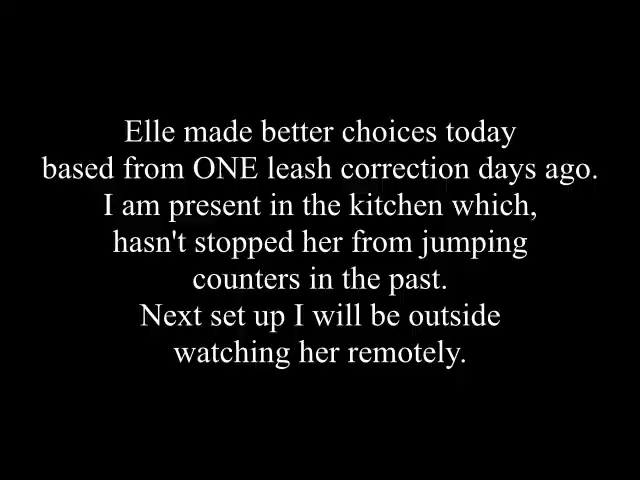 Elle made better choices today
based from ONE leash correction days ago.
I am present in the kitchen which,
hasn't stopped her from jumping
counters in the past.
Next set up I will be outside
watching her remotely.